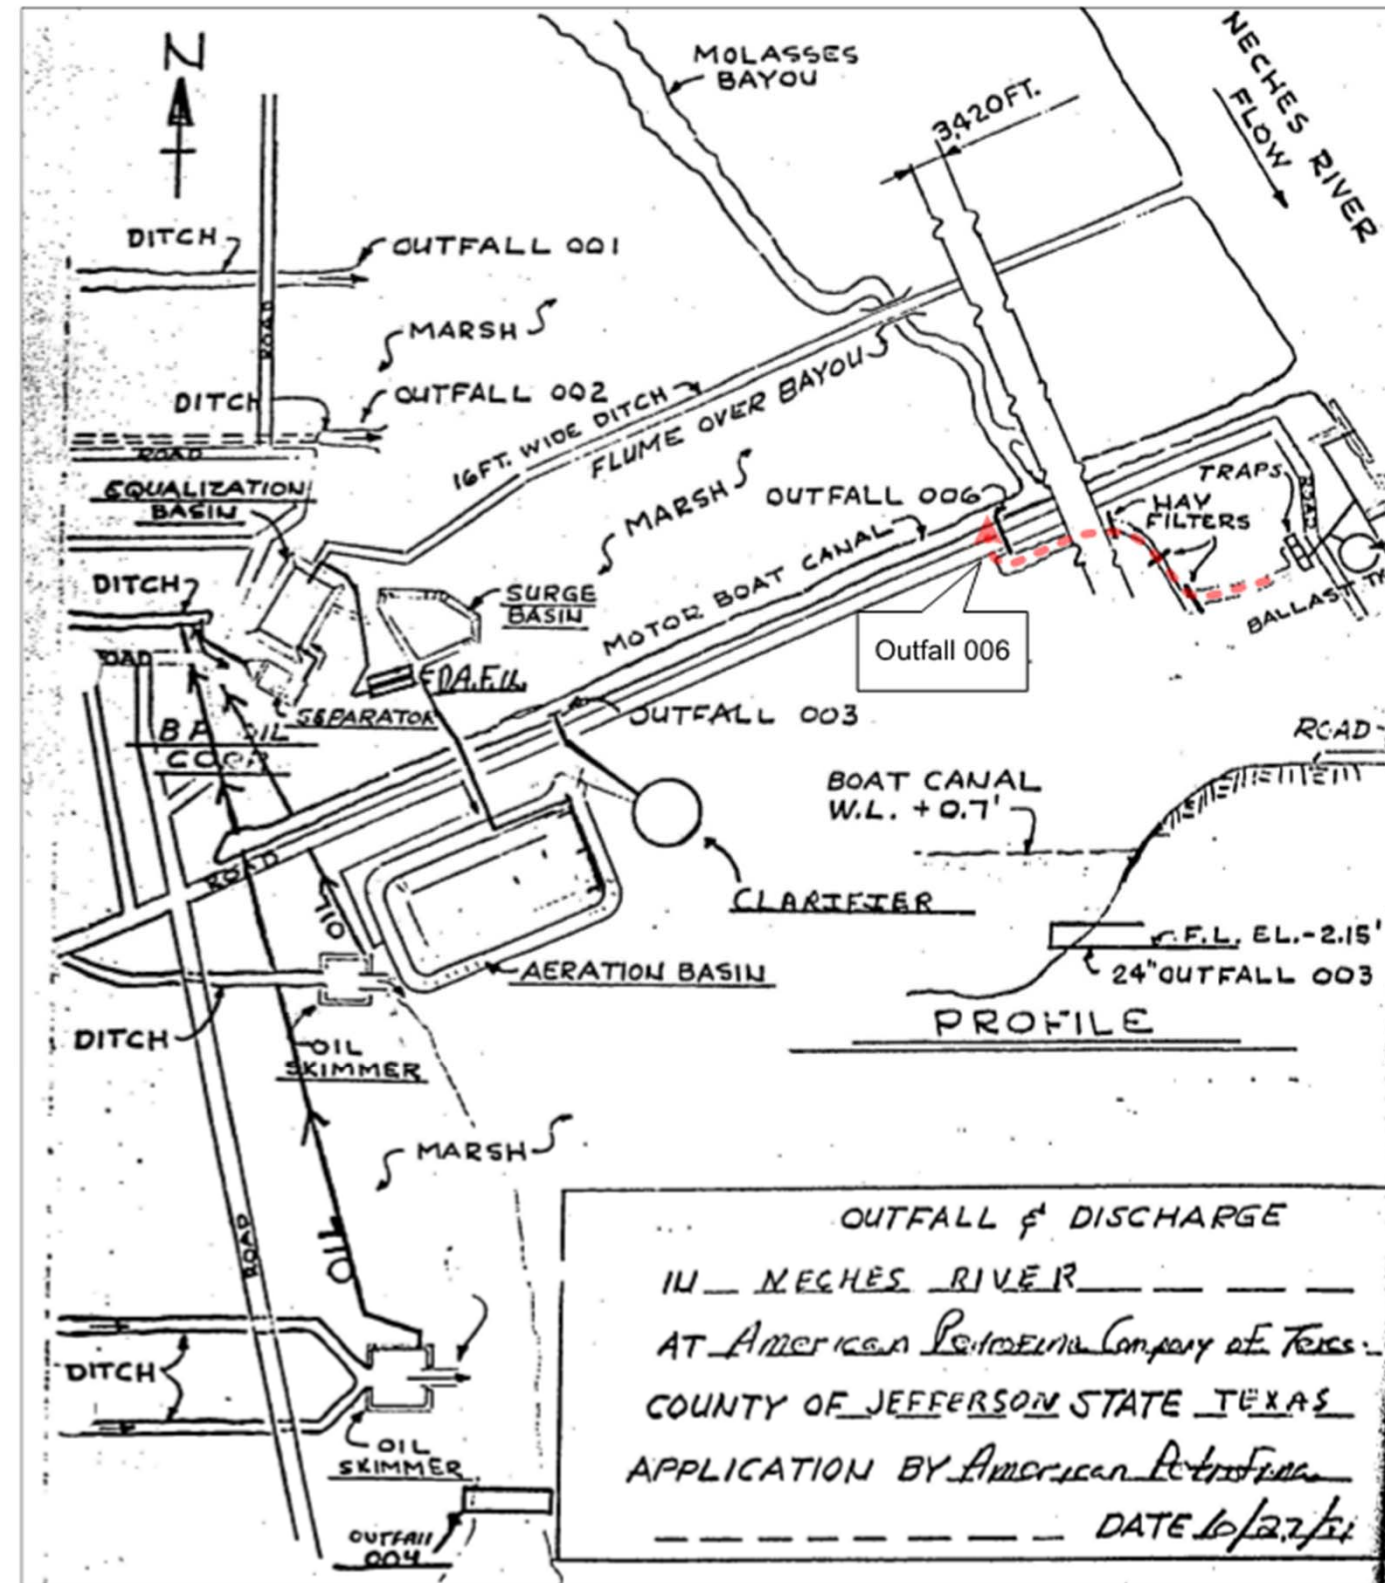 N
MOLASSES
BAYOU
NECHES RIVER
FLOW
3,420FT.
DITCH
OUTFALL 001
ROAD
MARSH
DITCH
OUTFALL 002
ROAD
16FT. WIDE DITCH
FLUME OVER BAYOU
EQUALIZATION
BASIN
MARSH
OUTFALL 006
TRAPS
ROAD
HAY
FILTERS
DITCH
SURGE
BASIN
MOTOR BOAT CANAL
BALLAST
Outfall 006
SEPARATOR
OUTFALL 003
ROAD
BOAT CANAL
W.L. +0.7'
ROAD
OIL
CLARIFIER
F.L. EL.-2.15'
24" OUTFALL 003
AERATION BASIN
PROFILE
DITCH
OIL
SKIMMER
MARSH
ROAD
OIL
OUTFALL & DISCHARGE
IN NECHES RIVER
AT American Petrofina Company of Texas
COUNTY OF JEFFERSON STATE TEXAS
APPLICATION BY American Petrofina
DATE
DITCH
OIL
SKIMMER
OUTFALL
004